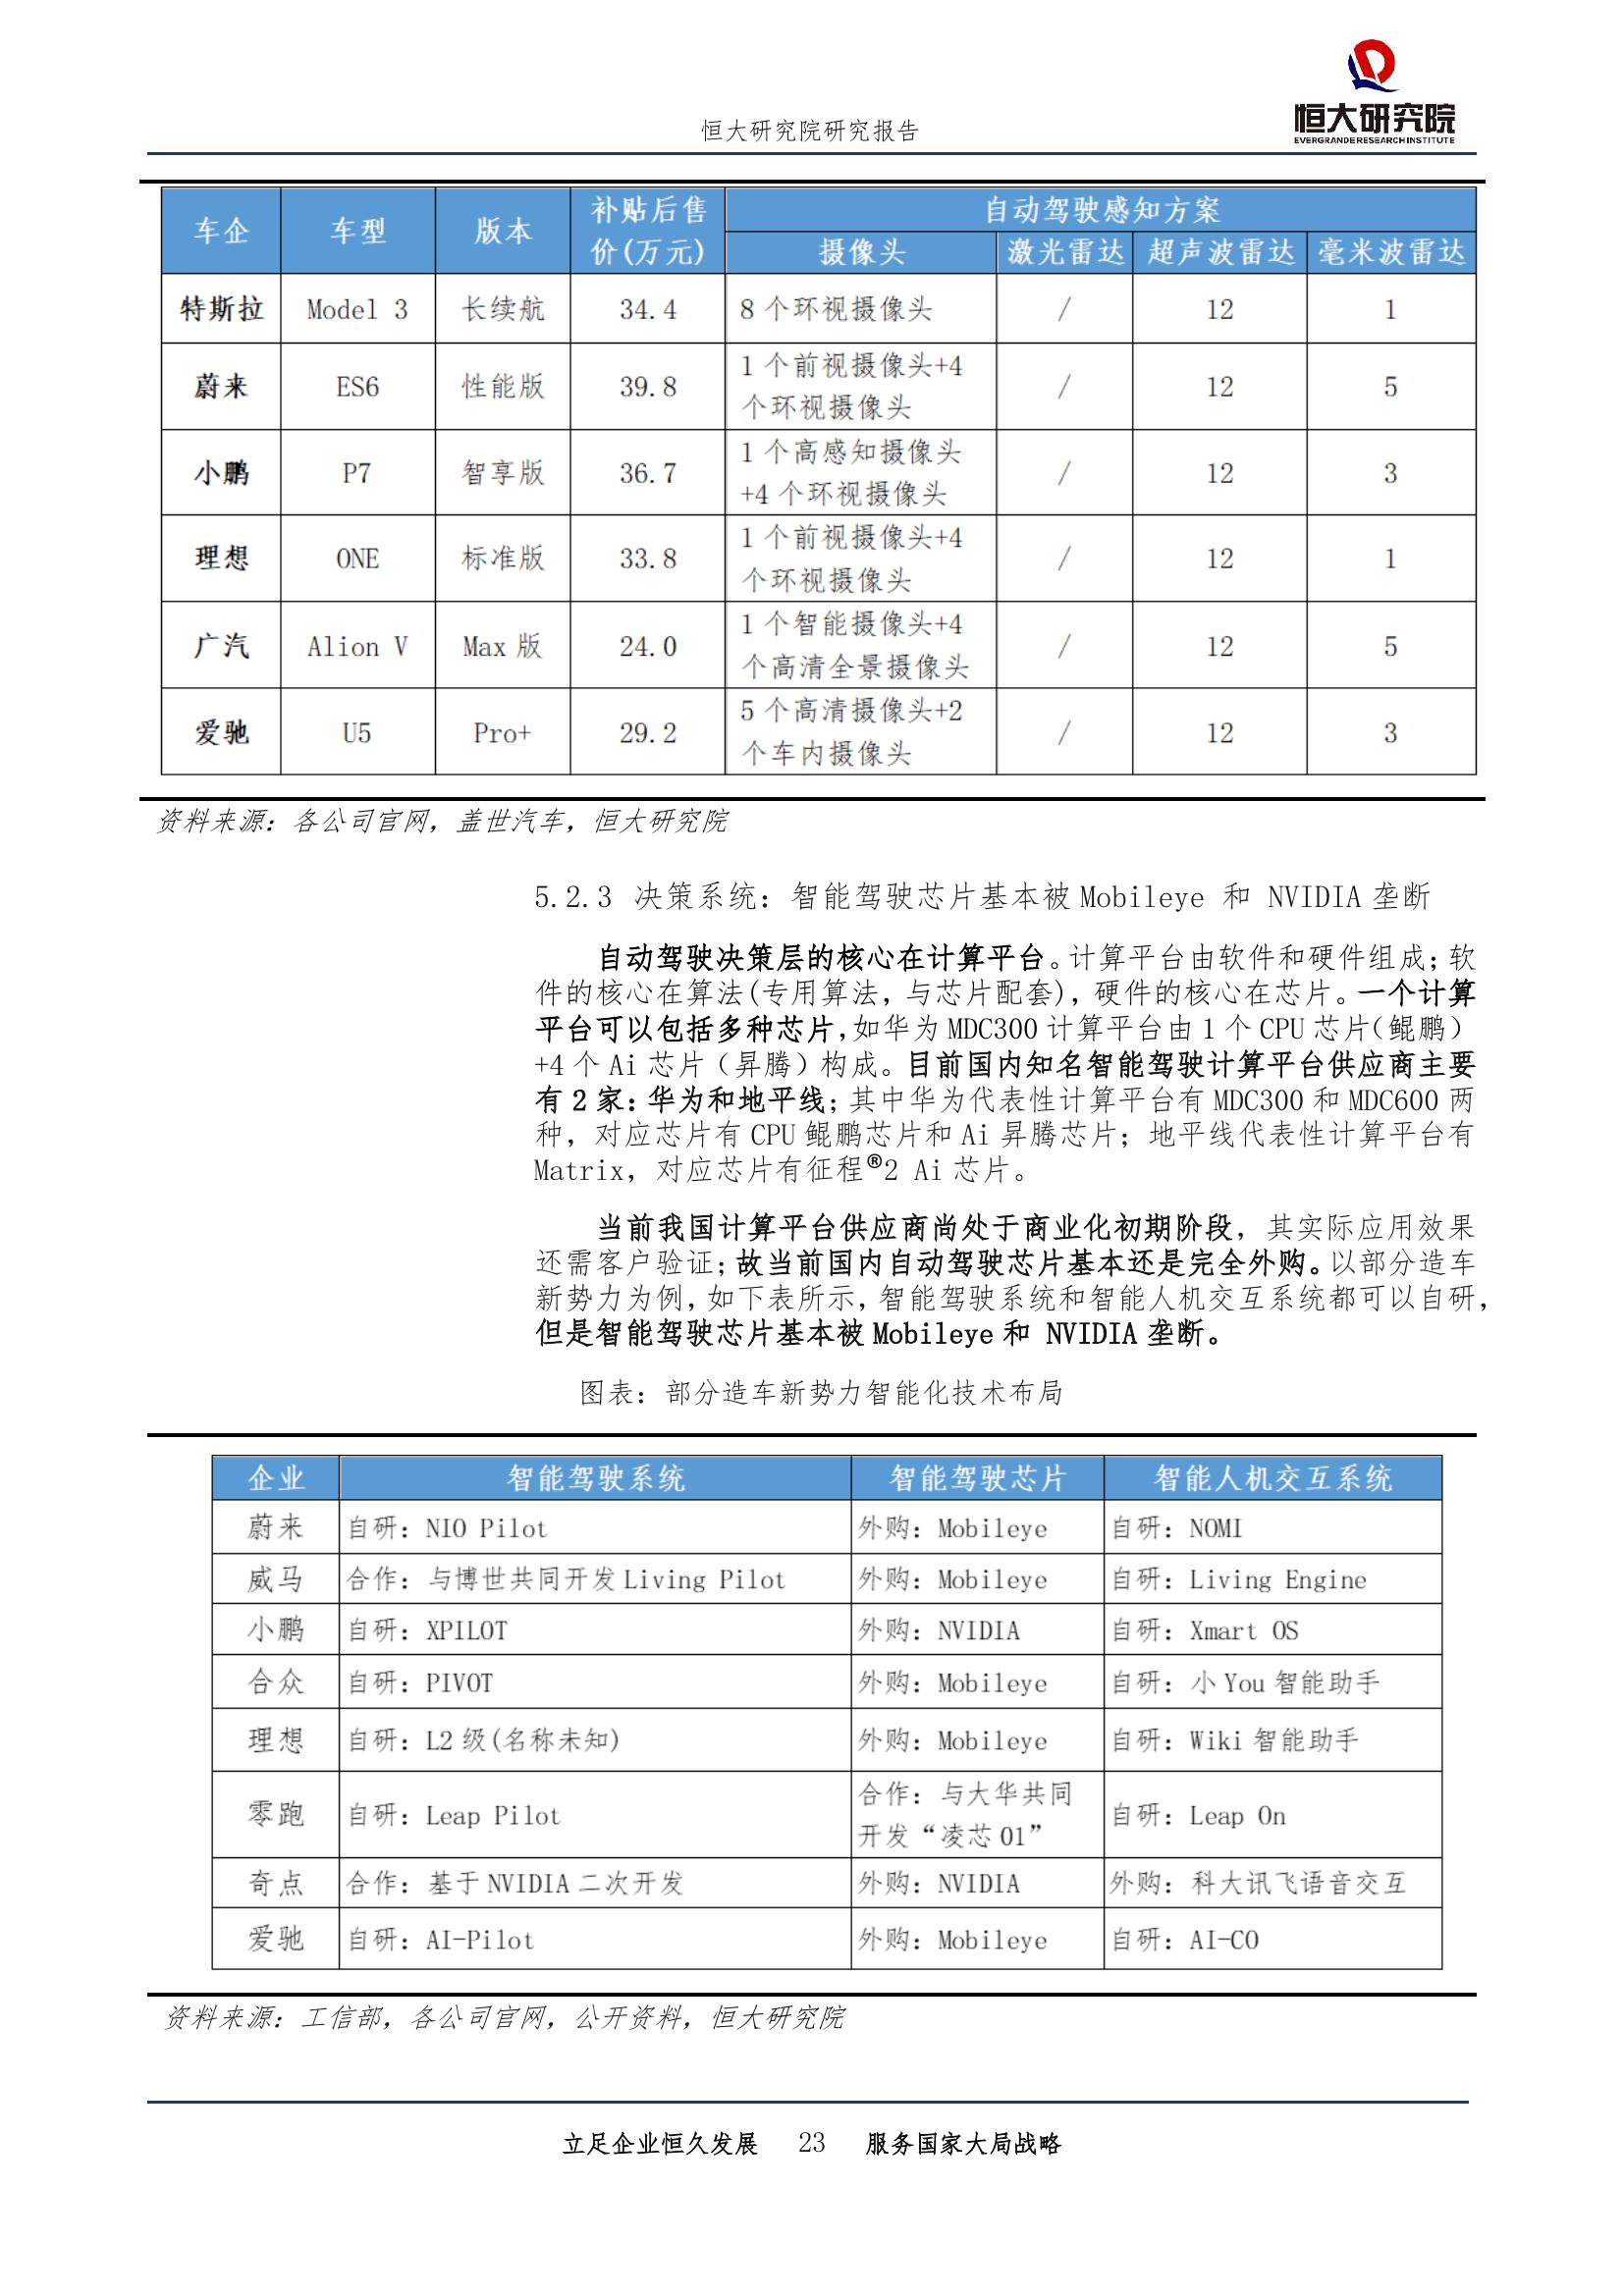 恒大研究院研究报告
恒大研究院
EVERGRANDE RESEARCH INSTITUTE
车企 车型 版本 补贴后售价(万元) 自动驾驶感知方案
摄像头 激光雷达 超声波雷达 毫米波雷达
特斯拉 Model 3 长续航 34.4 8 个环视摄像头 / 12 1
蔚来 ES6 性能版 39.8 1 个前视摄像头+4
个环视摄像头 / 12 5
小鹏 P7 智享版 36.7 1 个高感知摄像头
+4 个环视摄像头 / 12 3
理想 ONE 标准版 33.8 1 个前视摄像头+4
个环视摄像头 / 12 1
广汽 Alion V Max 版 24.0 1 个智能摄像头+4
个高清全景摄像头 / 12 5
爱驰 U5 Pro+ 29.2 5 个高清摄像头+2
个车内摄像头 / 12 3
资料来源：各公司官网，盖世汽车，恒大研究院
5.2.3 决策系统：智能驾驶芯片基本被 Mobileye 和 NVIDIA 垄断
自动驾驶决策层的核心在计算平台。计算平台由软件和硬件组成；软
件的核心在算法(专用算法，与芯片配套)，硬件的核心在芯片。一个计算
平台可以包括多种芯片，如华为 MDC300 计算平台由 1 个 CPU 芯片（鲲鹏）
+4 个 Ai 芯片（昇腾）构成。目前国内知名智能驾驶计算平台供应商主要
有 2 家：华为和地平线；其中华为代表性计算平台有 MDC300 和 MDC600 两
种，对应芯片有 CPU 鲲鹏芯片和 Ai 昇腾芯片；地平线代表性计算平台有
Matrix，对应芯片有征程®2 Ai 芯片。
当前我国计算平台供应商尚处于商业化初期阶段，其实际应用效果
还需客户验证；故当前国内自动驾驶芯片基本还是完全外购。以部分造车
新势力为例，如下表所示，智能驾驶系统和智能人机交互系统都可以自研，
但是智能驾驶芯片基本被 Mobileye 和 NVIDIA 垄断。
图表：部分造车新势力智能化技术布局
企业 智能驾驶系统 智能驾驶芯片 智能人机交互系统
蔚来 自研：NIO Pilot 外购：Mobileye 自研：NOMI
威马 合作：与博世共同开发 Living Pilot 外购：Mobileye 自研：Living Engine
小鹏 自研：XPILOT 外购：NVIDIA 自研：Xmart OS
合众 自研：PIVOT 外购：Mobileye 自研：小 You 智能助手
理想 自研：L2 级(名称未知) 外购：Mobileye 自研：Wiki 智能助手
零跑 自研：Leap Pilot 合作：与大华共同
开发“凌芯 01” 自研：Leap On
奇点 合作：基于 NVIDIA 二次开发 外购：NVIDIA 外购：科大讯飞语音交互
爱驰 自研：AI-Pilot 外购：Mobileye 自研：AI-CO
资料来源：工信部，各公司官网，公开资料，恒大研究院
立足企业恒久发展 23 服务国家大局战略